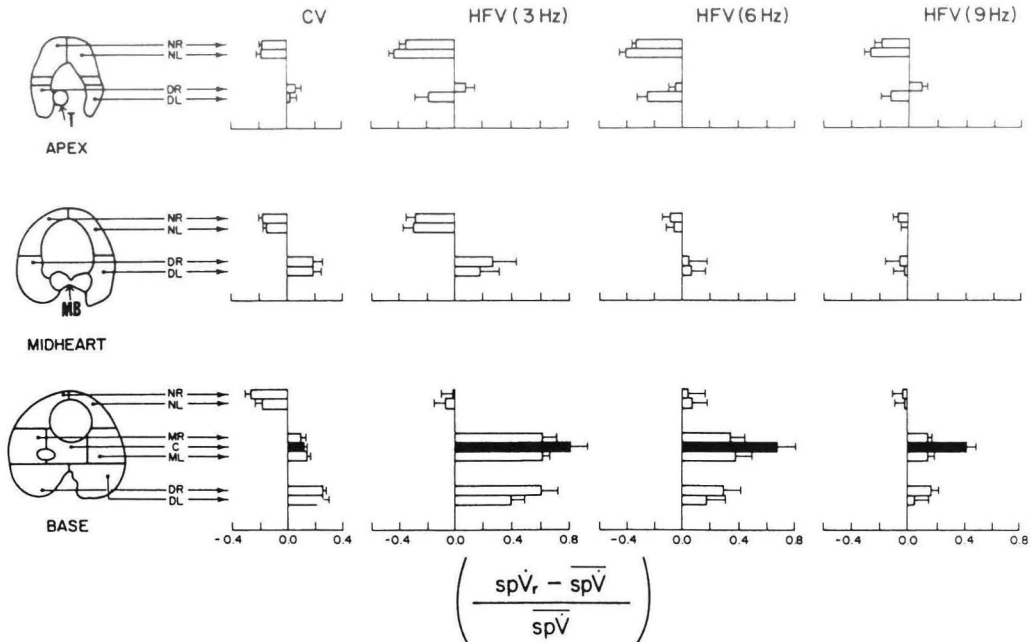 CV HFV (3 Hz) HFV (6 Hz) HFV (9 Hz)
NR
NL
DR
DL
T
APEX
NR
NL
DR
DL
MB
MIDHEART
NR
NL
MR
C
ML
DR
DL
BASE
-0.4 0.0 0.4 -0.4 0.0 0.4 0.8 -0.4 0.0 0.4 0.8 -0.4 0.0 0.4 0.8
( spV̇r – spV̇ )
spV̇